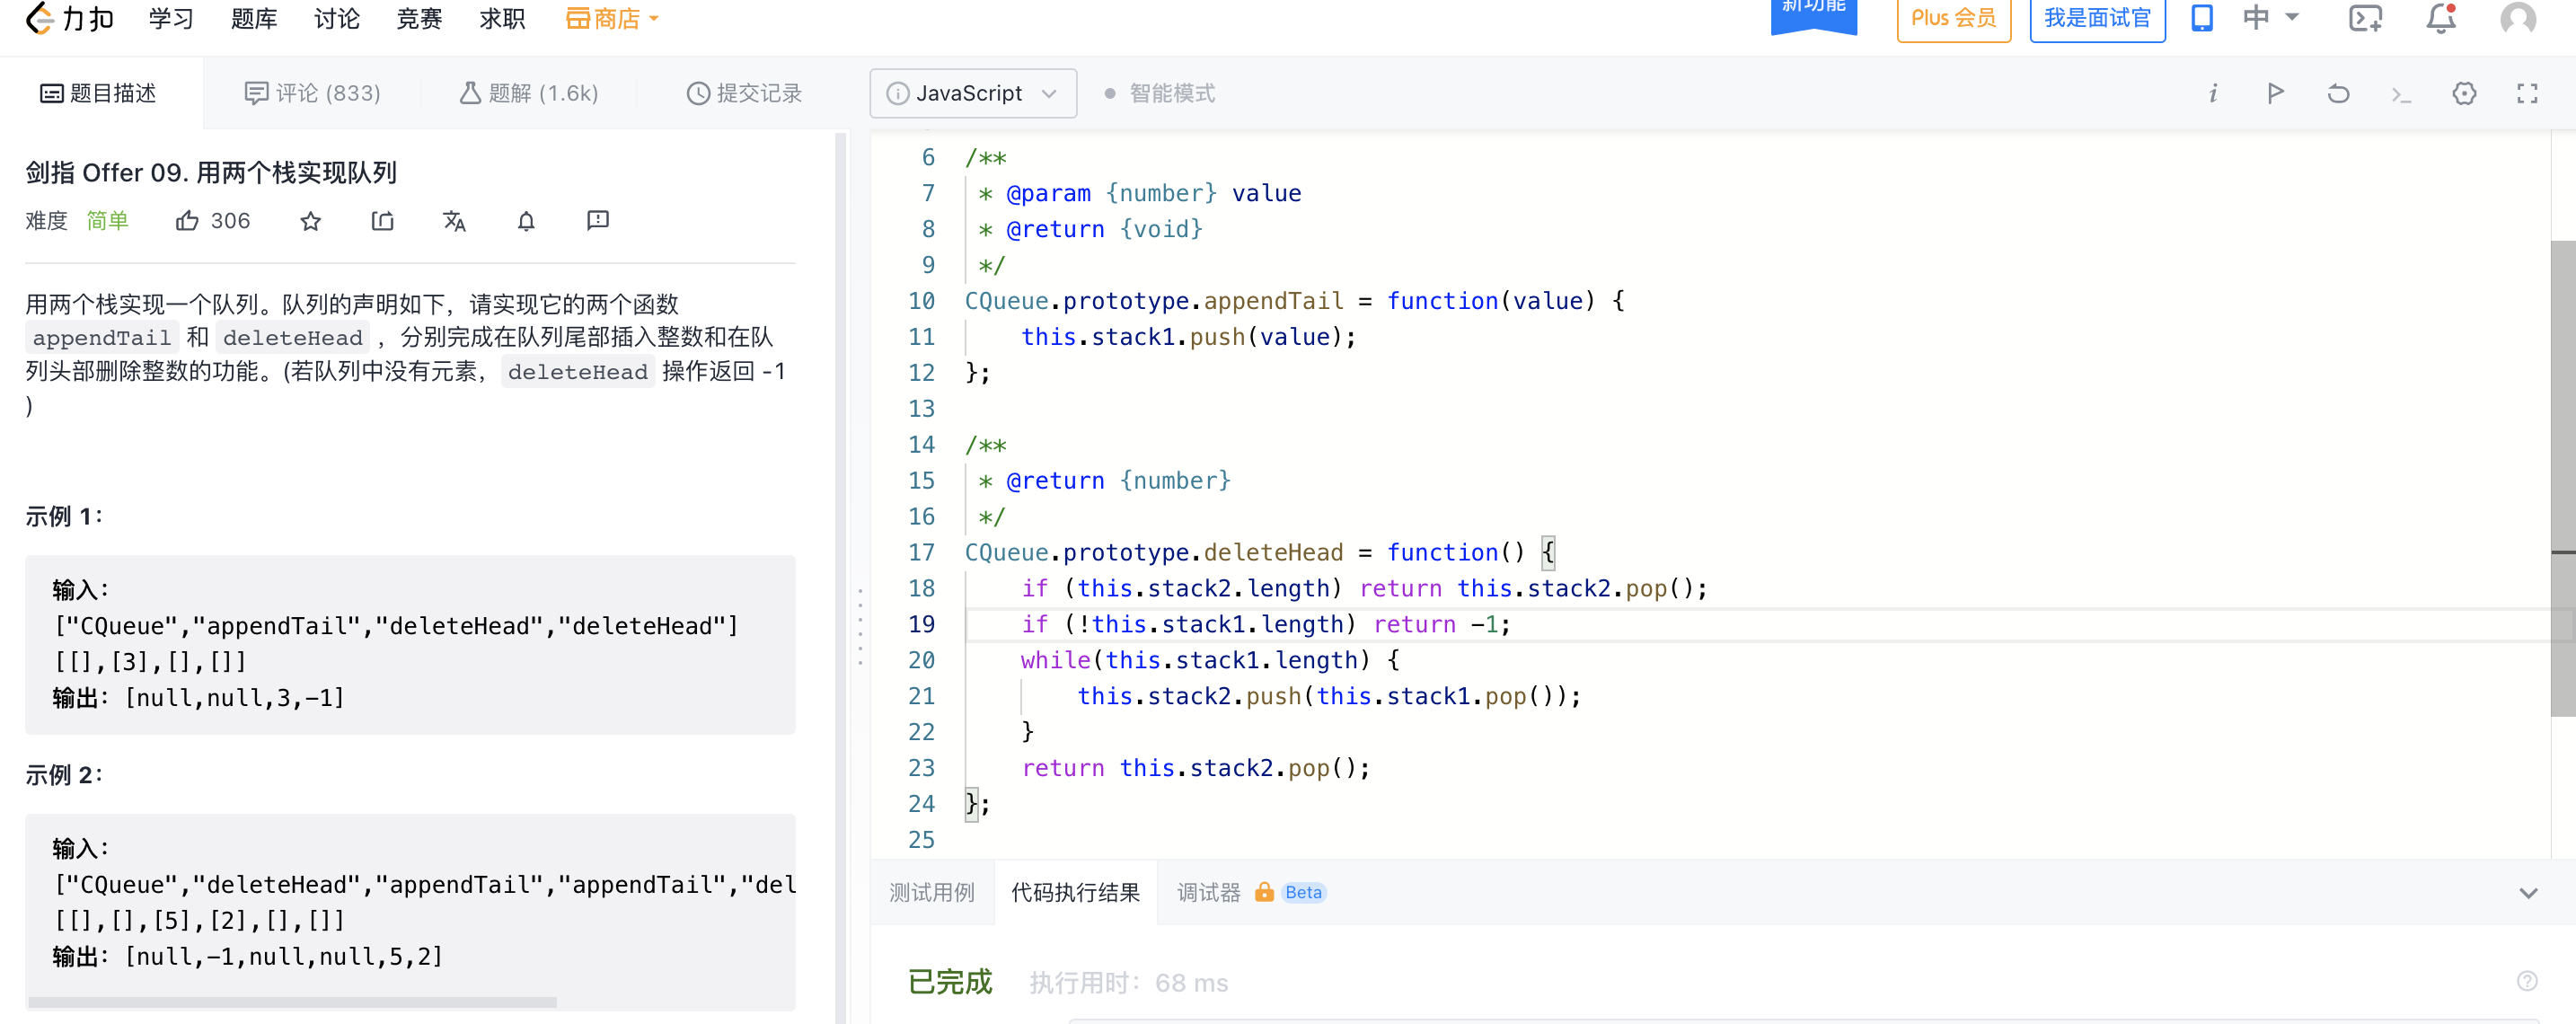 力扣 学习 题库 讨论 竞赛 求职 商店 新功能 Plus 会员 我是面试官 中
题目描述 评论 (833) 题解 (1.6k) 提交记录
i JavaScript 智能模式 i
剑指 Offer 09. 用两个栈实现队列
难度 简单 306
用两个栈实现一个队列。队列的声明如下，请实现它的两个函数
appendTail 和 deleteHead ，分别完成在队列尾部插入整数和在队
列头部删除整数的功能。(若队列中没有元素，deleteHead 操作返回 -1
)
示例 1：
输入：
["CQueue","appendTail","deleteHead","deleteHead"]
[[],[3],[],[]]
输出：[null,null,3,-1]
示例 2：
输入：
["CQueue","deleteHead","appendTail","appendTail","del
[[],[],[5],[2],[],[]]
输出：[null,-1,null,null,5,2]
6 /**
7 * @param {number} value
8 * @return {void}
9 */
10 CQueue.prototype.appendTail = function(value) {
11 this.stack1.push(value);
12 };
13
14 /**
15 * @return {number}
16 */
17 CQueue.prototype.deleteHead = function() {
18 if (this.stack2.length) return this.stack2.pop();
19 if (!this.stack1.length) return -1;
20 while(this.stack1.length) {
21 this.stack2.push(this.stack1.pop());
22 }
23 return this.stack2.pop();
24 };
25
测试用例 代码执行结果 调试器 Beta
已完成 执行用时：68 ms